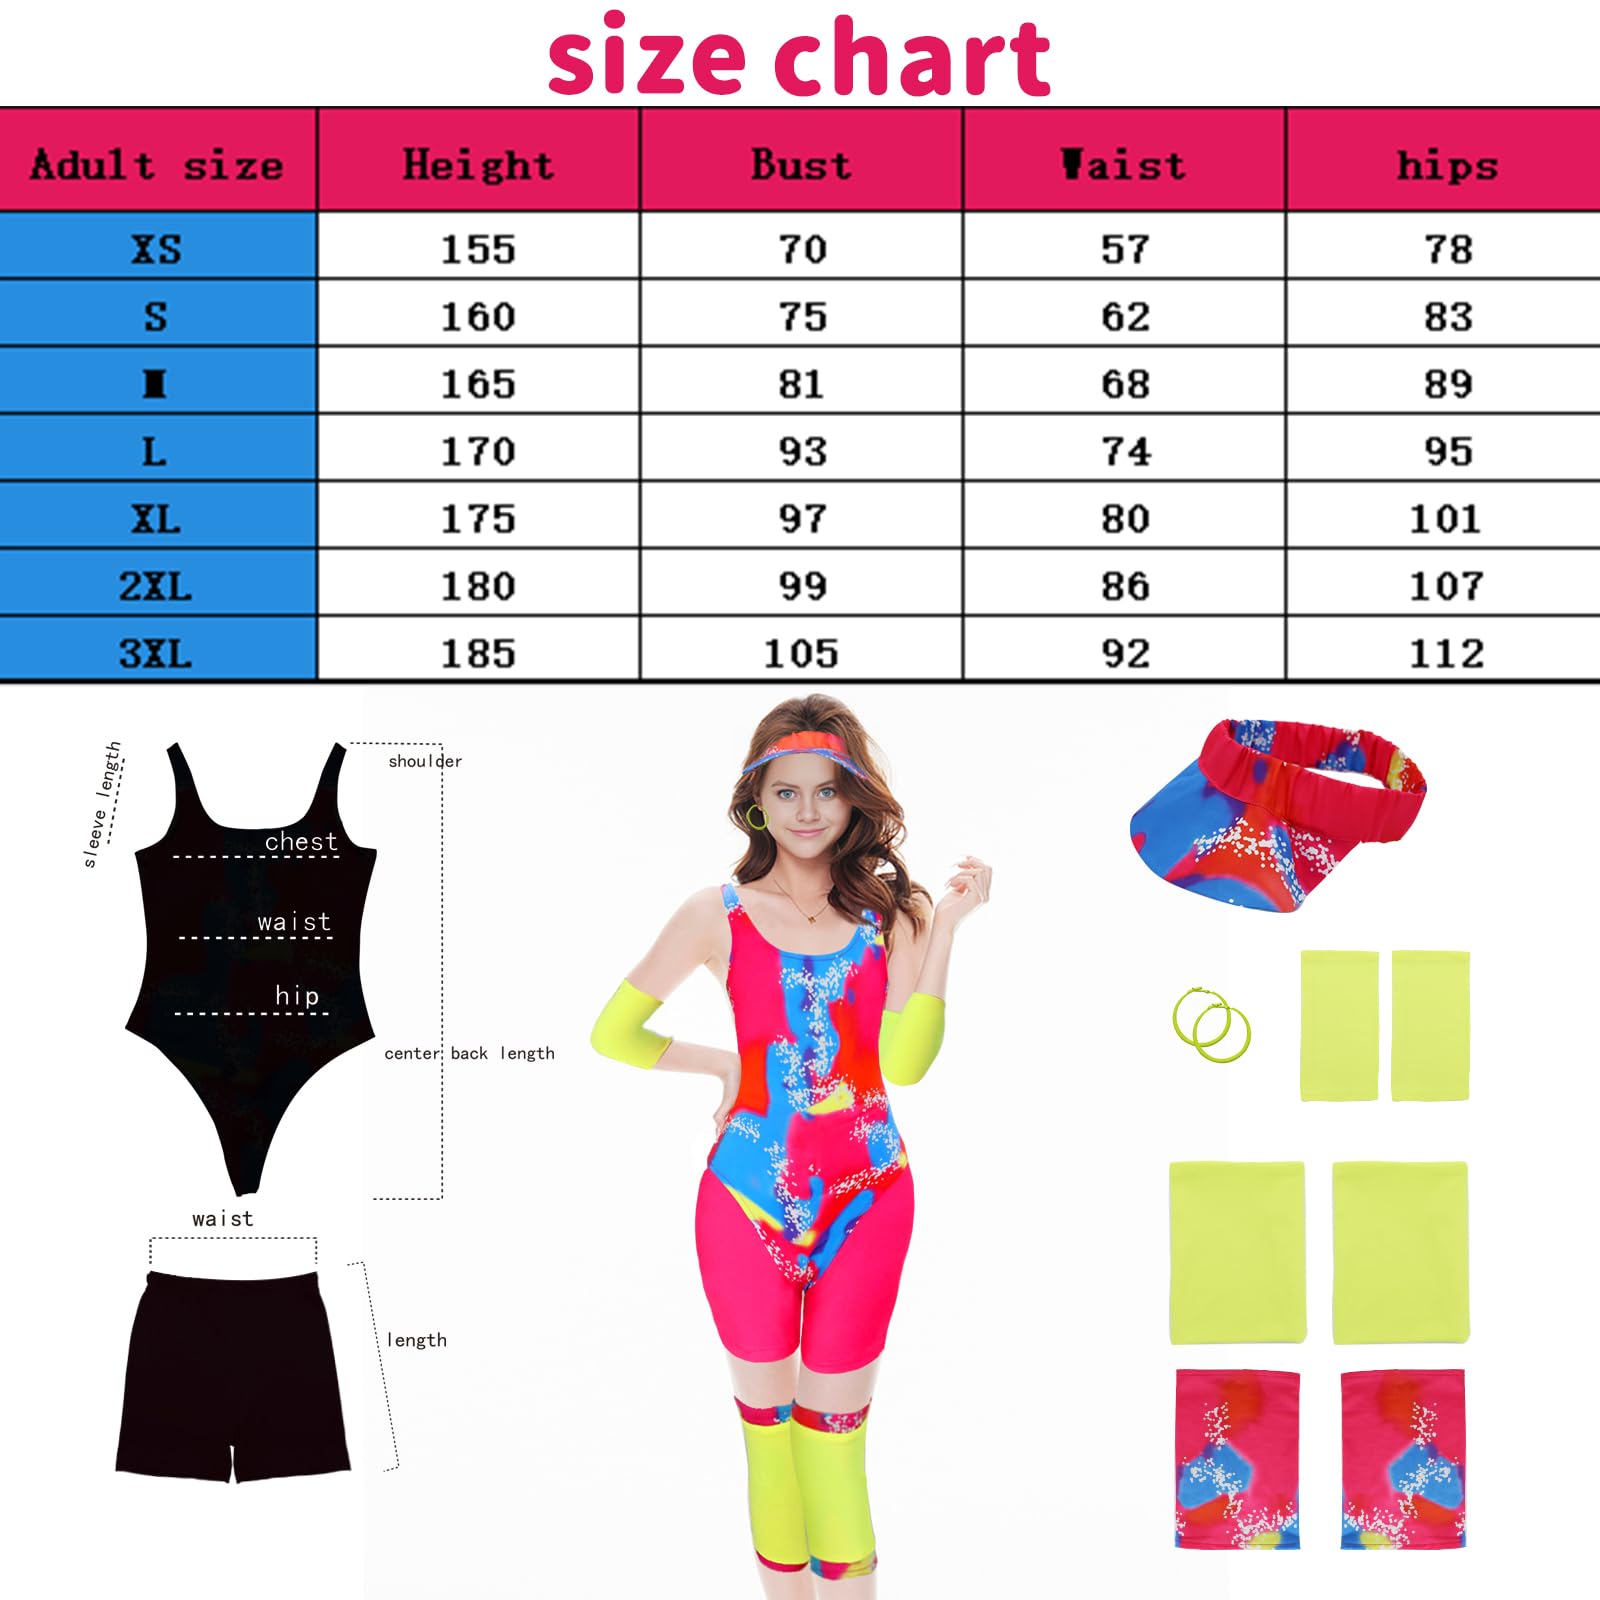 size chart
Adult size Height Bust Waist hips
XS 155 70 57 78
S 160 75 62 83
M 165 81 68 89
L 170 93 74 95
XL 175 97 80 101
2XL 180 99 86 107
3XL 185 105 92 112
sleeve length
shoulder
chest
waist
hip
center back length
waist
length